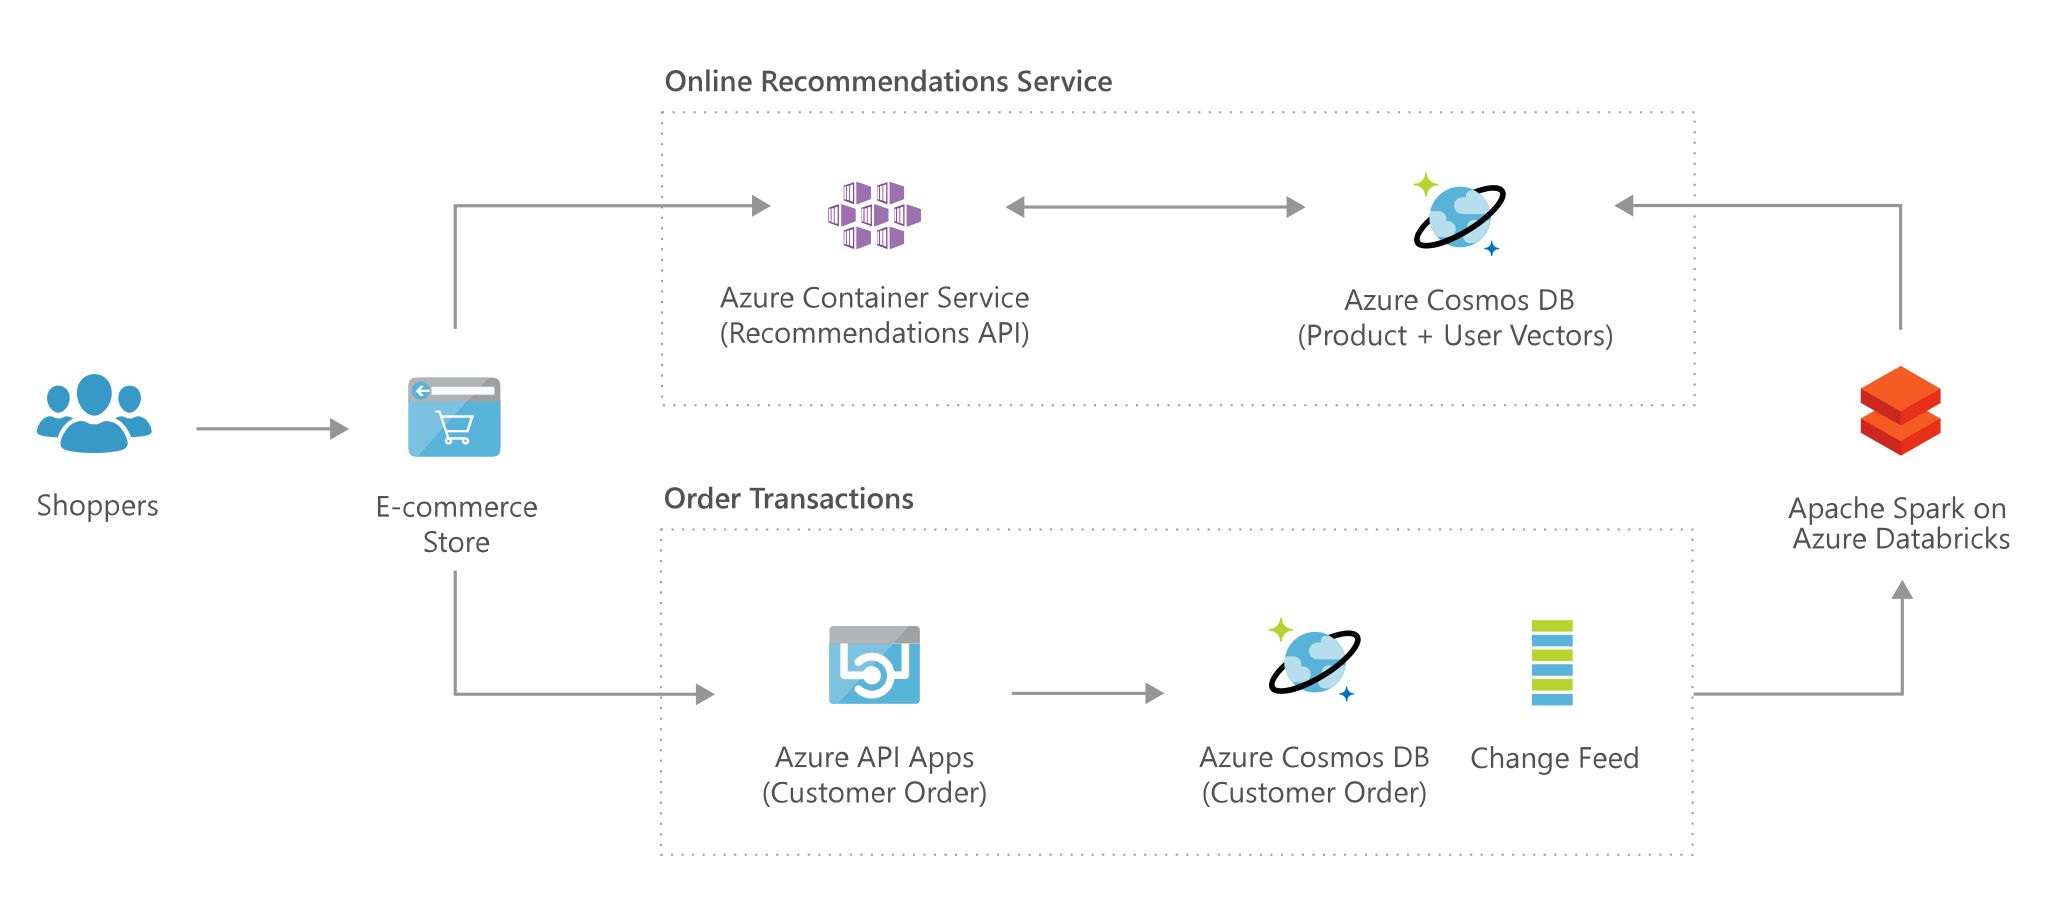 Online Recommendations Service
Azure Container Service
(Recommendations API)
Azure Cosmos DB
(Product + User Vectors)
Shoppers
E-commerce
Store
Apache Spark on
Azure Databricks
Order Transactions
Azure API Apps
(Customer Order)
Azure Cosmos DB
(Customer Order)
Change Feed